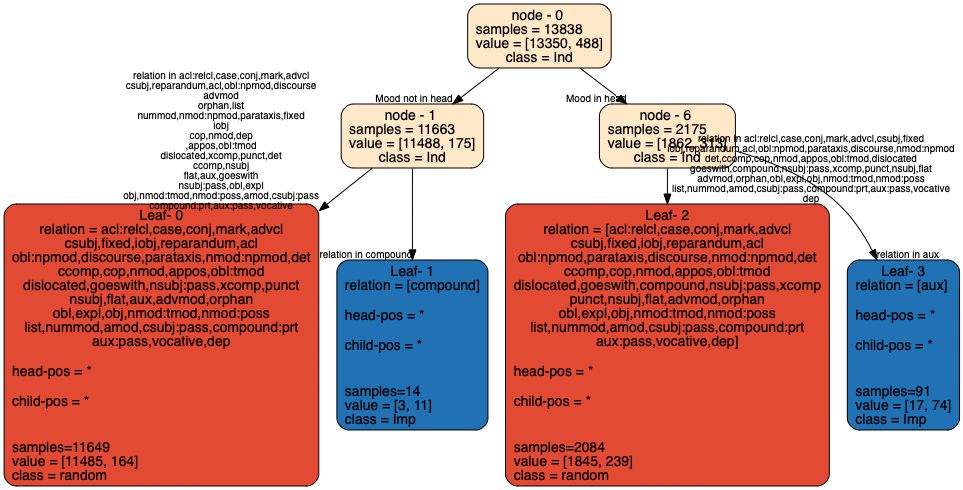 node - 0
samples = 13838
value = [13350, 488]
class = Ind
Mood not in head
Mood in head
relation in acl:relcl,case,conj,mark,advcl
csubj,reparandum,acl,obl:npmod,discourse
advmod
orphan,list
nummod,nmod:npmod,parataxis,fixed
iobj
cop,nmod,dep
,appos,obl:tmod
dislocated,xcomp,punct,det
ccomp,nsubj
flat,aux,goeswith
nsubj:pass,obl,expl
obj,nmod:tmod,nmod:poss,amod,csubj:pass
compound:prt,aux:pass,vocative
node - 1
samples = 11663
value = [11488, 175]
class = Ind
node - 6
samples = 2175
value = [1862, 313]
class = Ind
relation in acl:relcl,case,conj,mark,advcl,csubj,fixed
iobj,reparandum,acl,obl:npmod,parataxis,discourse,nmod:npmod
det,ccomp,cop,nmod,appos,obl:tmod,dislocated
goeswith,compound,nsubj:pass,xcomp,punct,nsubj,flat
advmod,orphan,obl,expl,obj,nmod:tmod,nmod:poss
list,nummod,amod,csubj:pass,compound:prt,aux:pass,vocative
dep
relation in compound
relation in aux
Leaf- 0
relation = acl:relcl,case,conj,mark,advcl
csubj,fixed,iobj,reparandum,acl
obl:npmod,discourse,parataxis,nmod:npmod,det
ccomp,cop,nmod,appos,obl:tmod
dislocated,goeswith,nsubj:pass,xcomp,punct
nsubj,flat,aux,advmod,orphan
obl,expl,obj,nmod:tmod,nmod:poss
list,nummod,amod,csubj:pass,compound:prt
aux:pass,vocative,dep
head-pos = *
child-pos = *
samples=11649
value = [11485, 164]
class = random
Leaf- 1
relation = [compound]
head-pos = *
child-pos = *
samples=14
value = [3, 11]
class = Imp
Leaf- 2
relation = [acl:relcl,case,conj,mark,advcl
csubj,fixed,iobj,reparandum,acl
obl:npmod,discourse,parataxis,nmod:npmod,det
ccomp,cop,nmod,appos,obl:tmod
dislocated,goeswith,compound,nsubj:pass,xcomp
punct,nsubj,flat,advmod,orphan
obl,expl,obj,nmod:tmod,nmod:poss
list,nummod,amod,csubj:pass,compound:prt
aux:pass,vocative,dep]
head-pos = *
child-pos = *
samples=2084
value = [1845, 239]
class = random
Leaf- 3
relation = [aux]
head-pos = *
child-pos = *
samples=91
value = [17, 74]
class = Imp